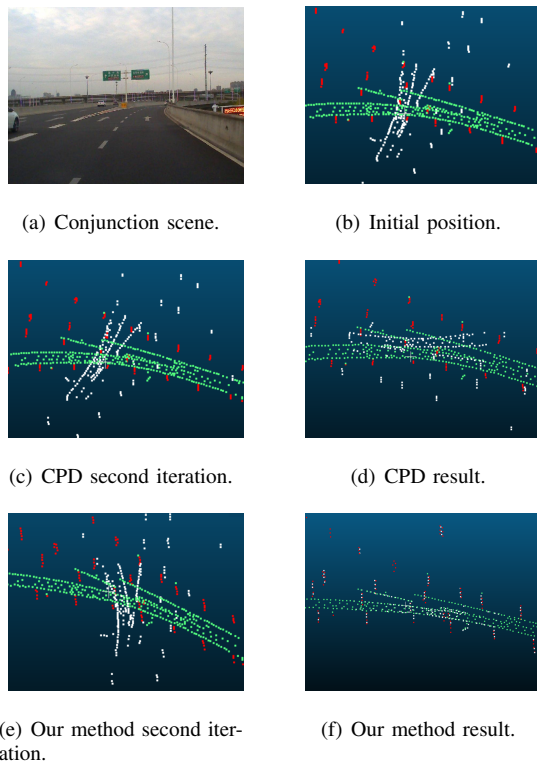 (a) Conjunction scene.
(b) Initial position.
(c) CPD second iteration.
(d) CPD result.
(e) Our method second iter-
ation.
(f) Our method result.